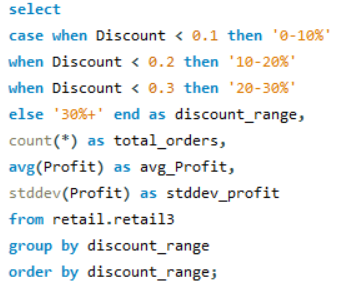 select
case when Discount < 0.1 then '0-10%'
when Discount < 0.2 then '10-20%'
when Discount < 0.3 then '20-30%'
else '30%+' end as discount_range,
count(*) as total_orders,
avg(Profit) as avg_Profit,
stddev(Profit) as stddev_profit
from retail.retail3
group by discount_range
order by discount_range;